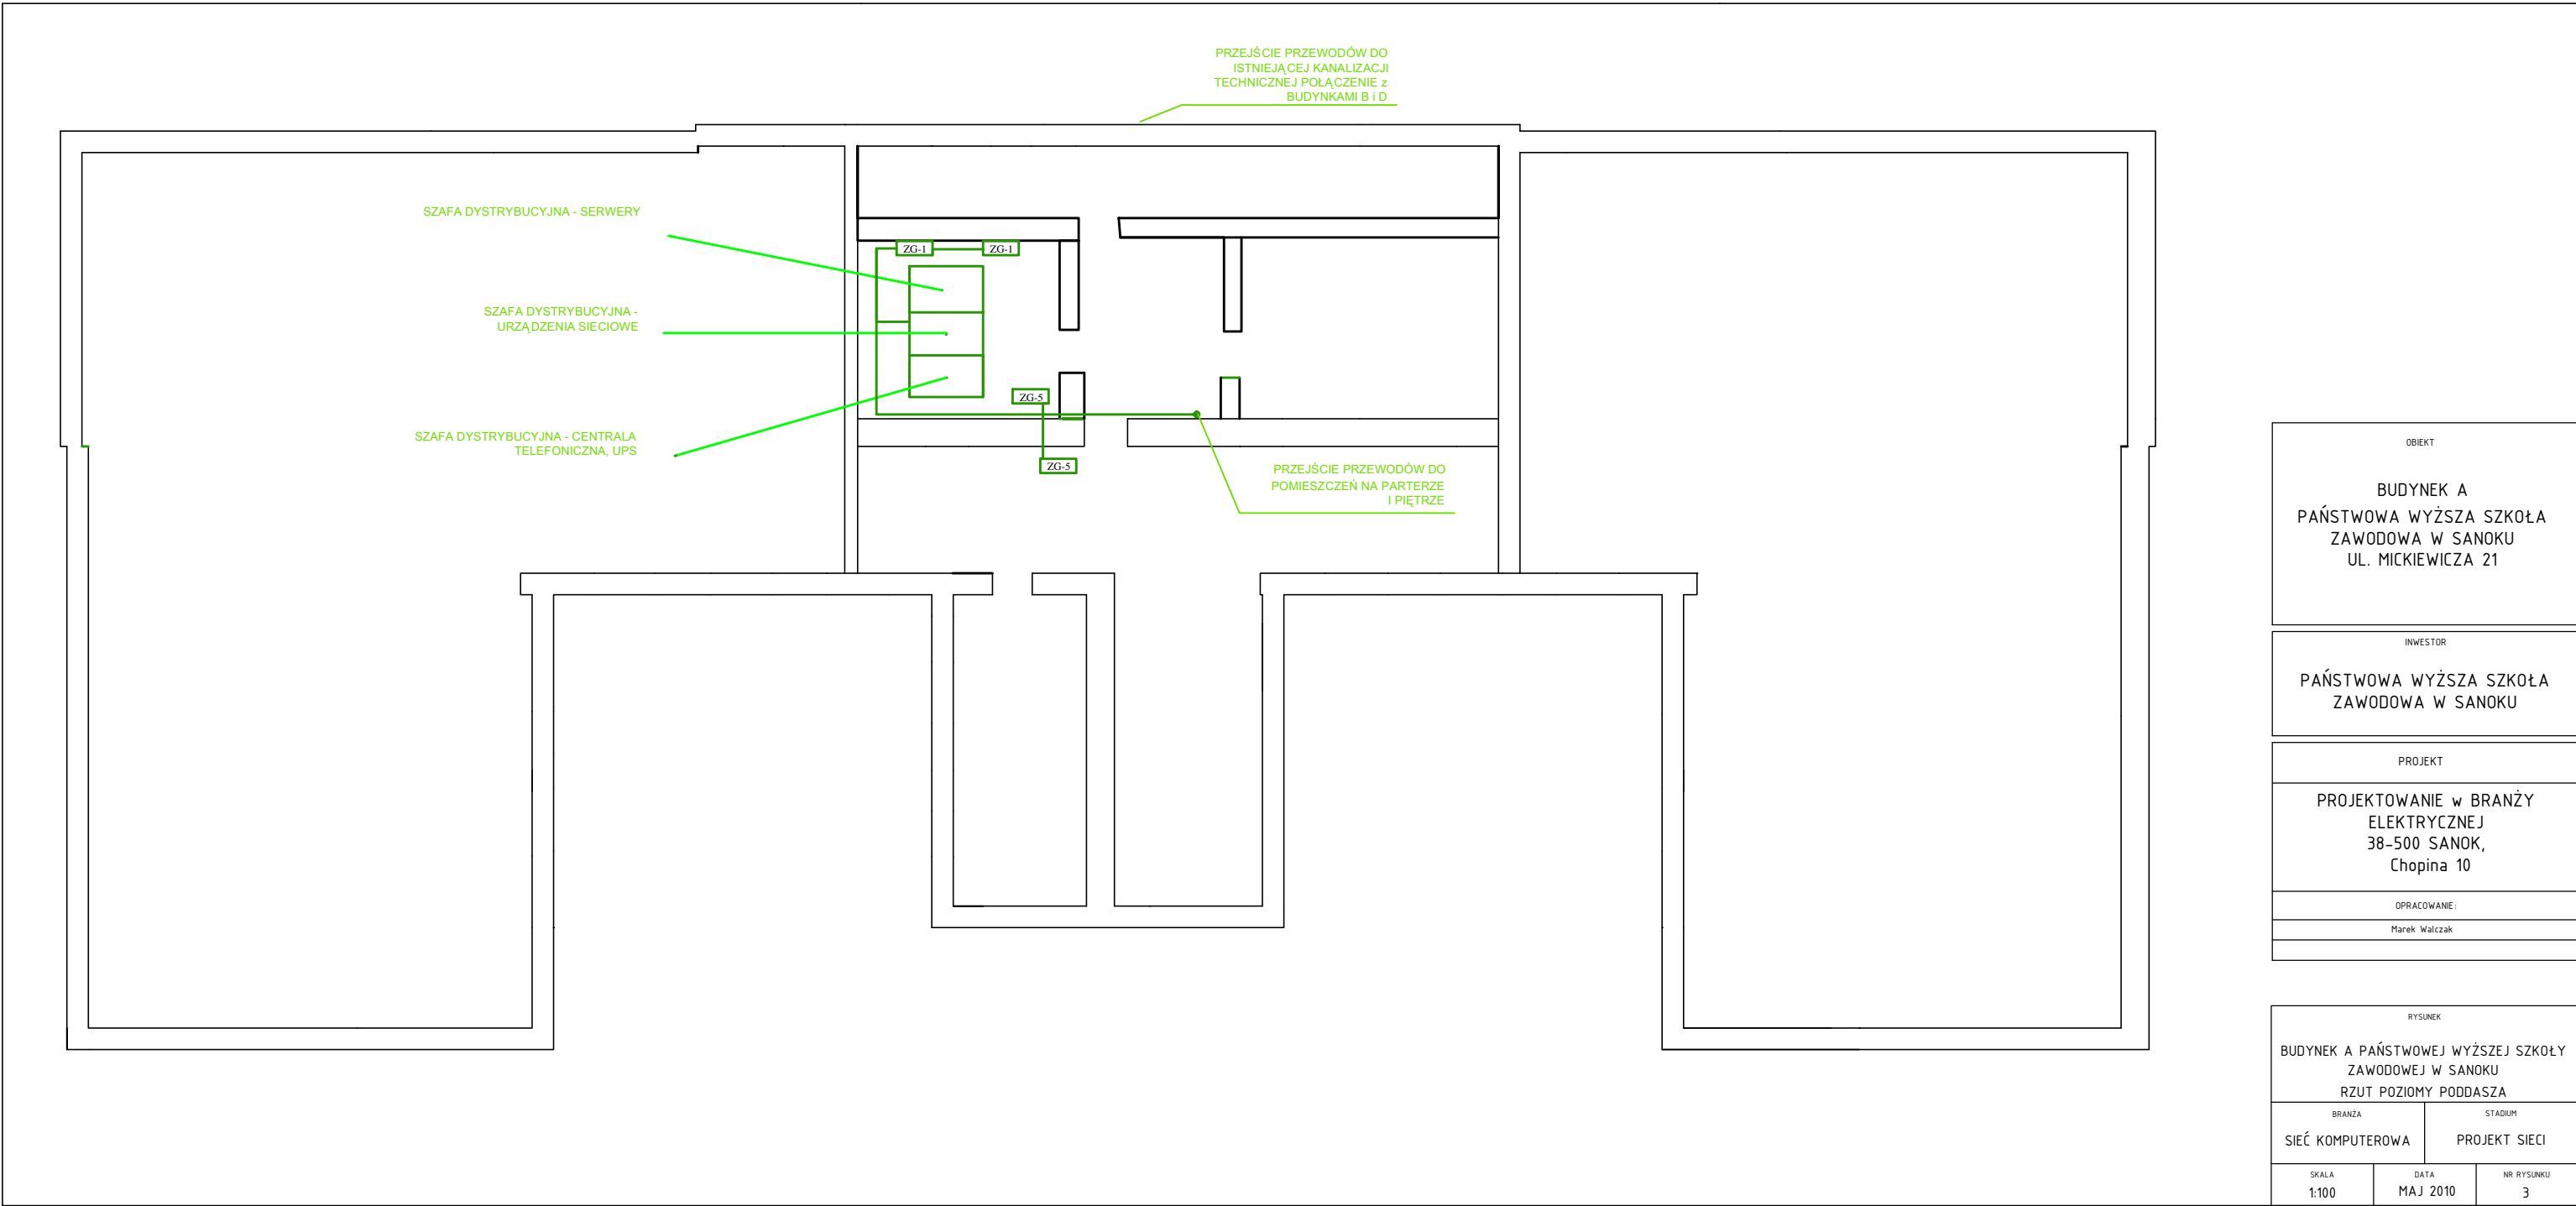 PRZEJŚCIE PRZEWODÓW DO
ISTNIEJĄCEJ KANALIZACJI
TECHNICZNEJ POŁĄCZENIE z
BUDYNKAMI B i D
SZAFA DYSTRYBUCYJNA - SERWERY
ZG-1
ZG-1
SZAFA DYSTRYBUCYJNA -
URZĄDZENIA SIECIOWE
ZG-5
SZAFA DYSTRYBUCYJNA - CENTRALA
TELEFONICZNA, UPS
ZG-5
PRZEJŚCIE PRZEWODÓW DO
POMIESZCZEŃ NA PARTERZE
I PIĘTRZE
OBIEKT
BUDYNEK A
PAŃSTWOWA WYŻSZA SZKOŁA
ZAWODOWA W SANOKU
UL. MICKIEWICZA 21
INWESTOR
PAŃSTWOWA WYŻSZA SZKOŁA
ZAWODOWA W SANOKU
PROJEKT
PROJEKTOWANIE w BRANŻY
ELEKTRYCZNEJ
38-500 SANOK,
Chopina 10
OPRACOWANIE:
Marek Walczak
RYSUNEK
BUDYNEK A PAŃSTWOWEJ WYŻSZEJ SZKOŁY
ZAWODOWEJ W SANOKU
RZUT POZIOMY PODDASZA
BRANŻA
SIEĆ KOMPUTEROWA
STADIUM
PROJEKT SIECI
SKALA
1:100
DATA
MAJ 2010
NR RYSUNKU
3